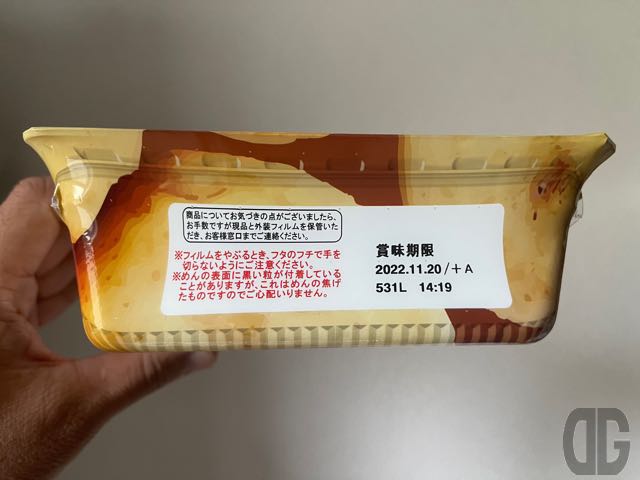 商品についてお気づきの点がございましたら、
お手数ですが現品と外装フィルムを保管いた
だき、お客様窓口までご連絡ください。
※フィルムをやぶるとき、フタのフチで手を
切らないようにご注意ください。
※めんの表面に黒い粒が付着している
ことがありますが、これはめんの焦げ
たものですのでご心配いりません。
賞味期限
2022.11.20/+A
531L 14:19
DG